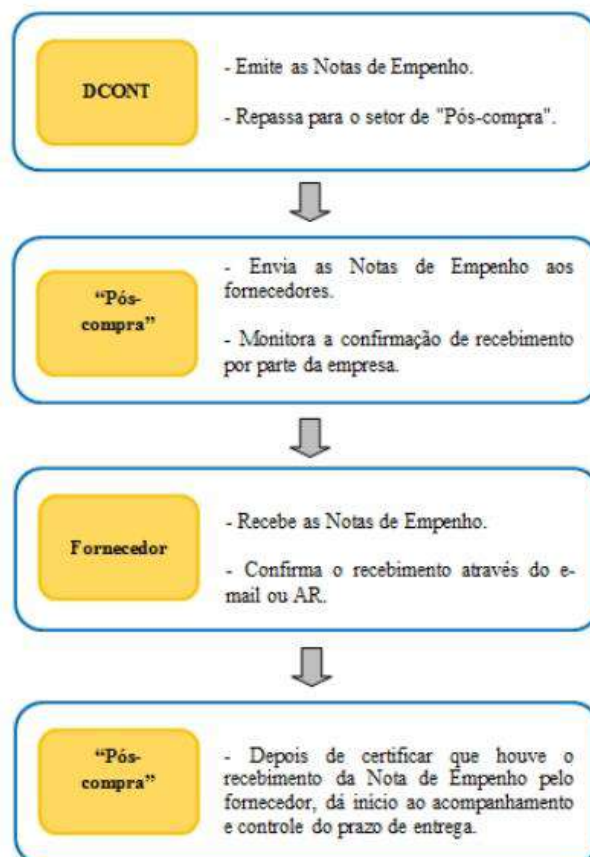 DCONT
- Emite as Notas de Empenho.
- Repassa para o setor de "Pós-compra".
“Pós-
compra”
- Envia as Notas de Empenho aos
fornecedores.
- Monitora a confirmação de recebimento
por parte da empresa.
Fornecedor
- Recebe as Notas de Empenho.
- Confirma o recebimento através do e-
mail ou AR.
“Pós-
compra”
- Depois de certificar que houve o
recebimento da Nota de Empenho pelo
fornecedor, dá início ao acompanhamento
e controle do prazo de entrega.